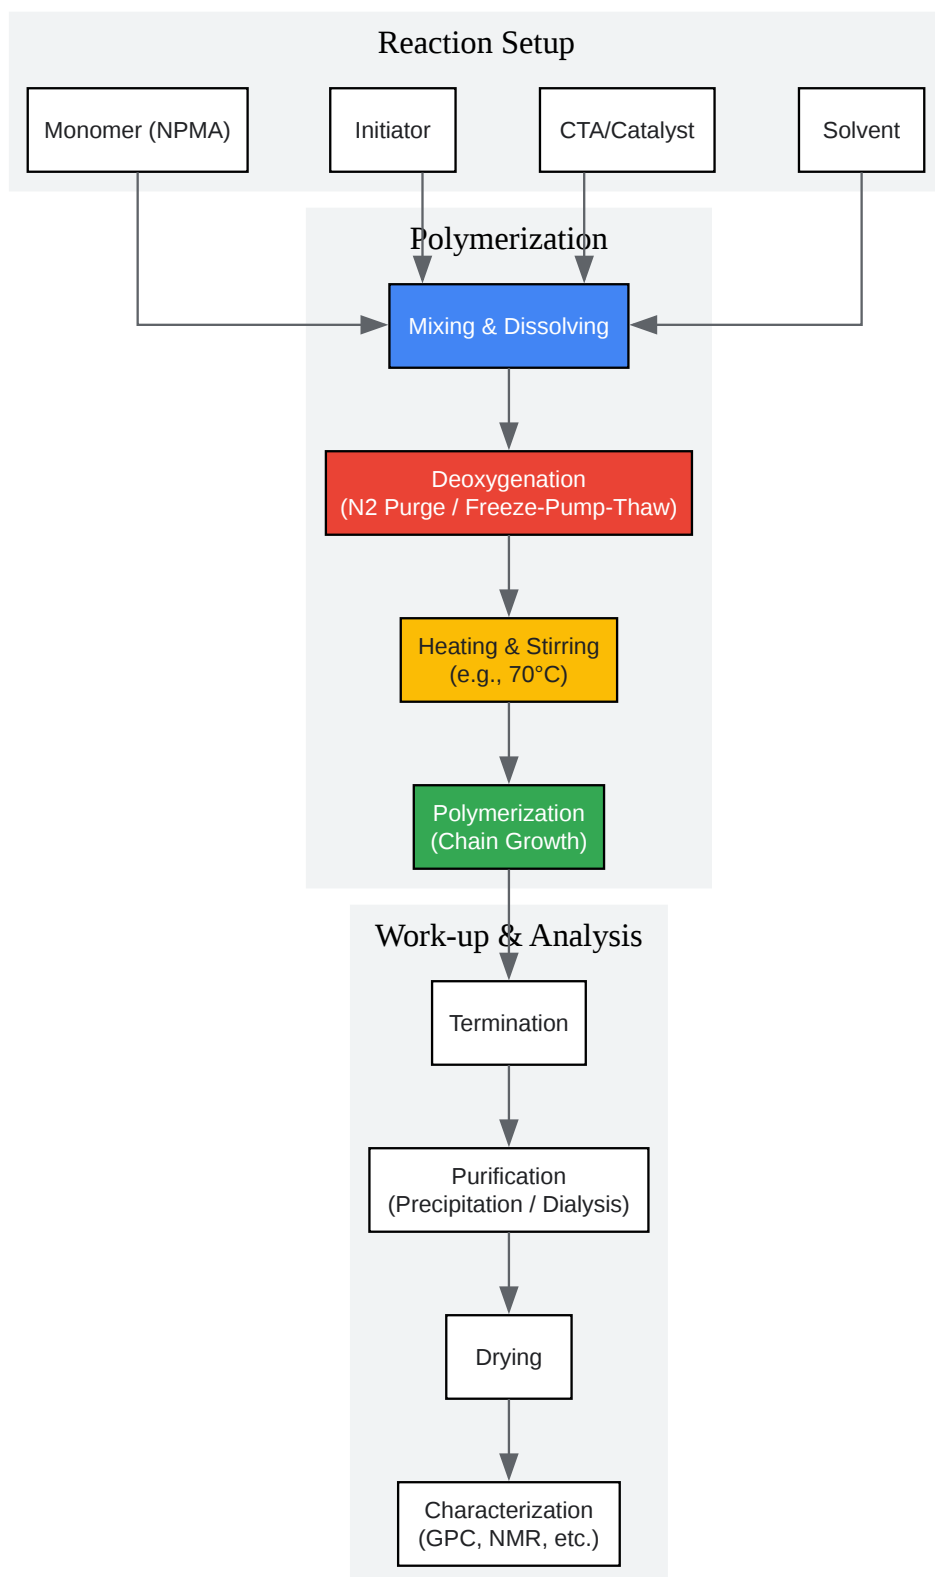 Reaction Setup
Monomer (NPMA)
Initiator
CTA/Catalyst
Solvent
Polymerization
Mixing & Dissolving
Deoxygenation
(N2 Purge / Freeze-Pump-Thaw)
Heating & Stirring
(e.g., 70°C)
Polymerization
(Chain Growth)
Work-up & Analysis
Termination
Purification
(Precipitation / Dialysis)
Drying
Characterization
(GPC, NMR, etc.)